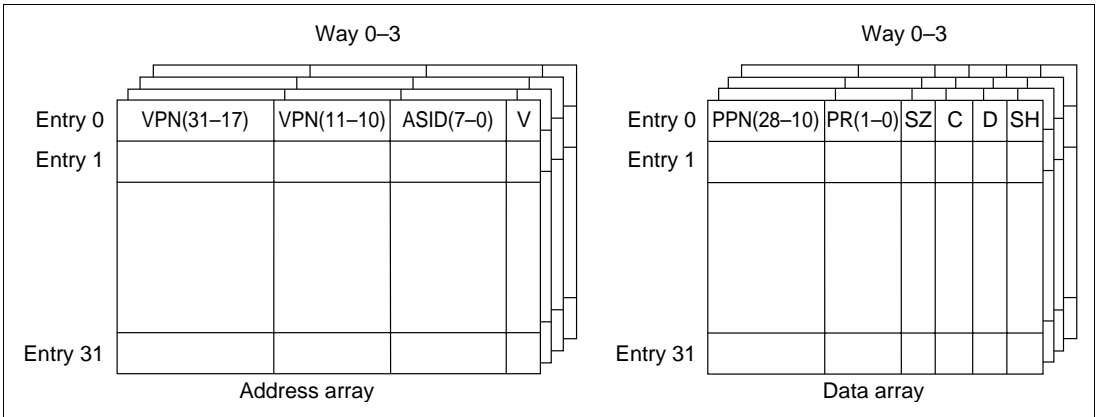 Way 0–3
Way 0–3
Entry 0 VPN(31–17) VPN(11–10) ASID(7–0) V
Entry 0 PPN(28–10) PR(1–0) SZ C D SH
Entry 1
Entry 1
Entry 31
Entry 31
Address array
Data array